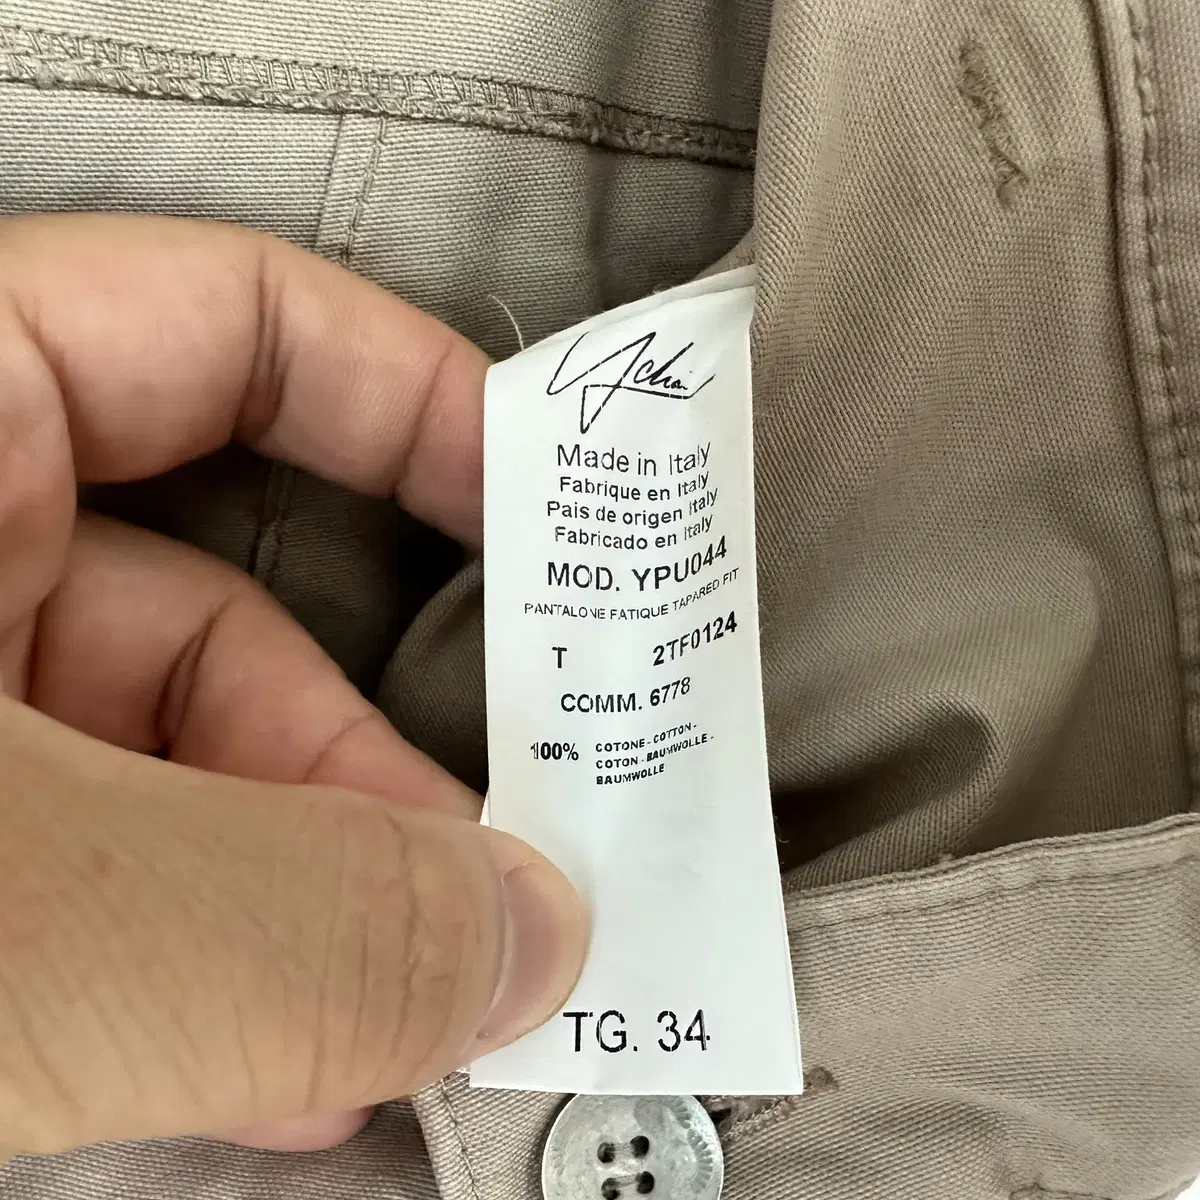 Made in Italy
Fabrique en Italy
Pais de origen Italy
Fabricado en Italy
MOD. YPU044
PANTALONE FATIQUE TAPARED FIT
T 2TF0124
COMM. 6778
100% COTONE - COTTON -
COTON - BAUMWOLLE -
BAUMWOLLE
TG. 34